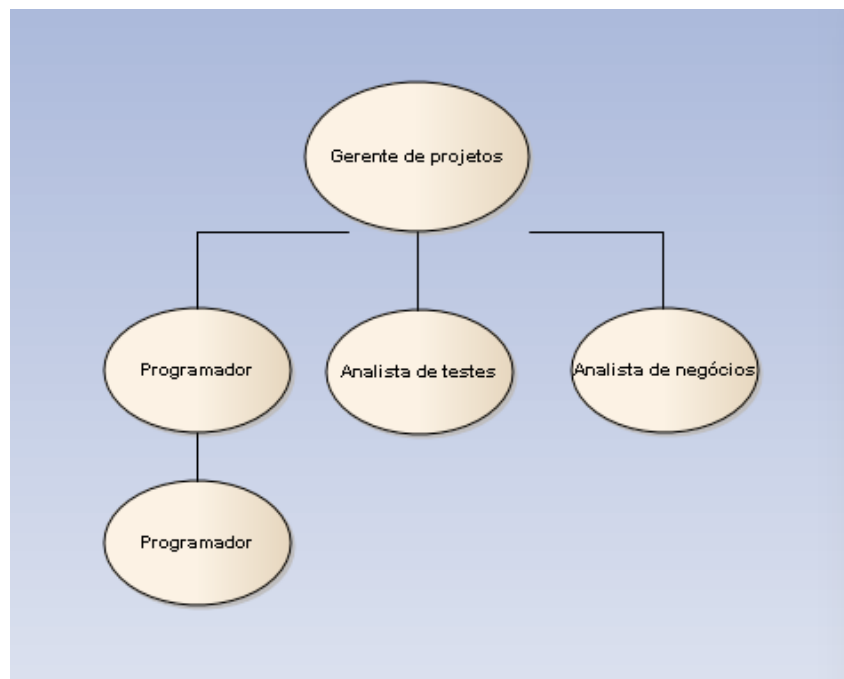 Gerente de projetos
Programador
Analista de testes
Analista de negócios
Programador